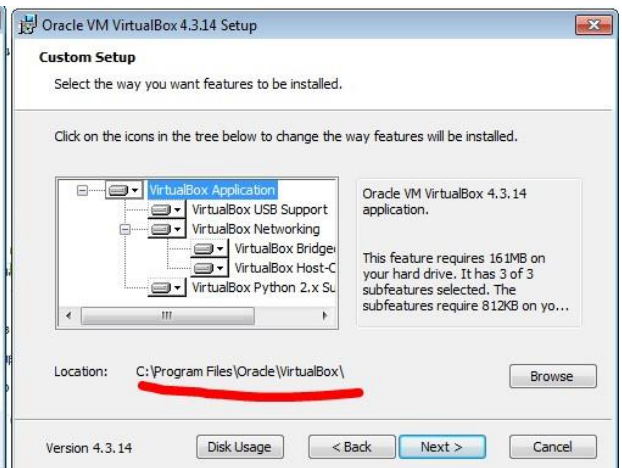 Oracle VM VirtualBox 4.3.14 Setup
Custom Setup
Select the way you want features to be installed.
Click on the icons in the tree below to change the way features will be installed.
VirtualBox Application
VirtualBox USB Support
VirtualBox Networking
VirtualBox Bridge
VirtualBox Host-C
VirtualBox Python 2.x Su
Oracle VM VirtualBox 4.3.14
application.
This feature requires 161MB on
your hard drive. It has 3 of 3
subfeatures selected. The
subfeatures require 812KB on yo...
Location: C:\Program Files\Oracle\VirtualBox\
Browse
Version 4.3.14
Disk Usage
< Back
Next >
Cancel